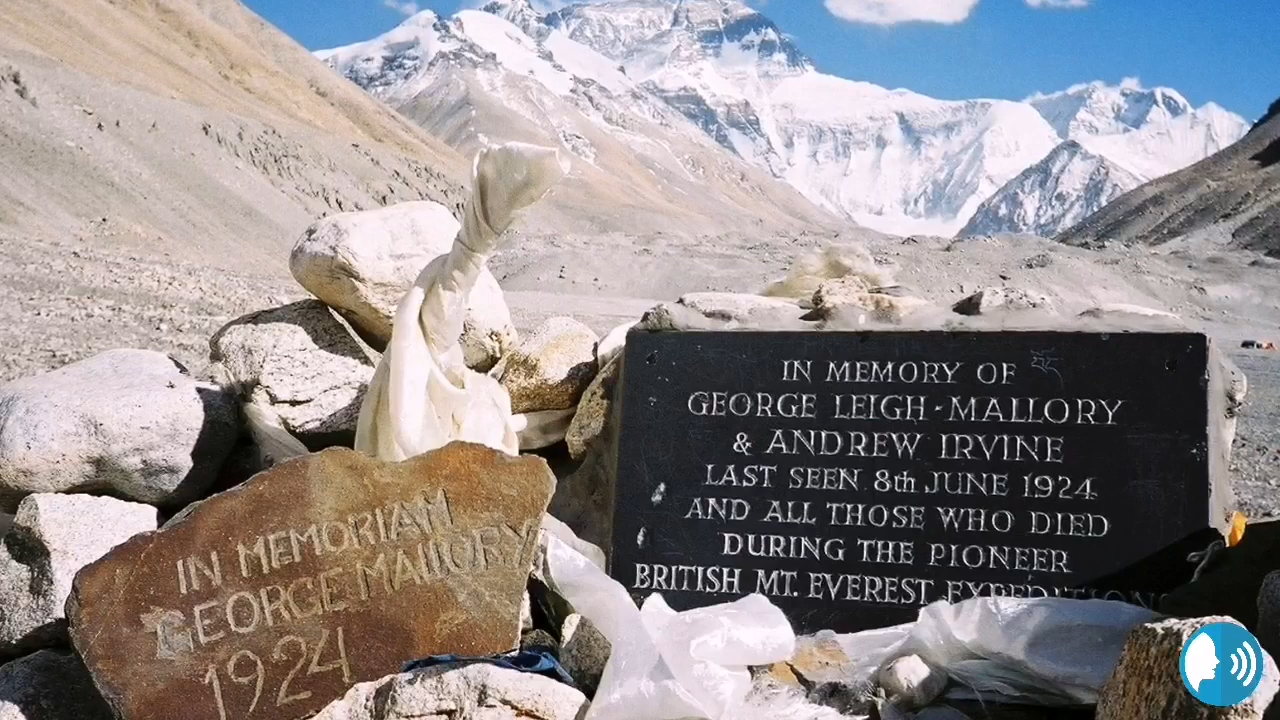 IN MEMORIAM
GEORGE MALLORY
1924
IN MEMORY OF
GEORGE LEIGH-MALLORY
& ANDREW IRVINE
LAST SEEN 8th JUNE 1924
AND ALL THOSE WHO DIED
DURING THE PIONEER
BRITISH MT. EVEREST EXPEDITIONS